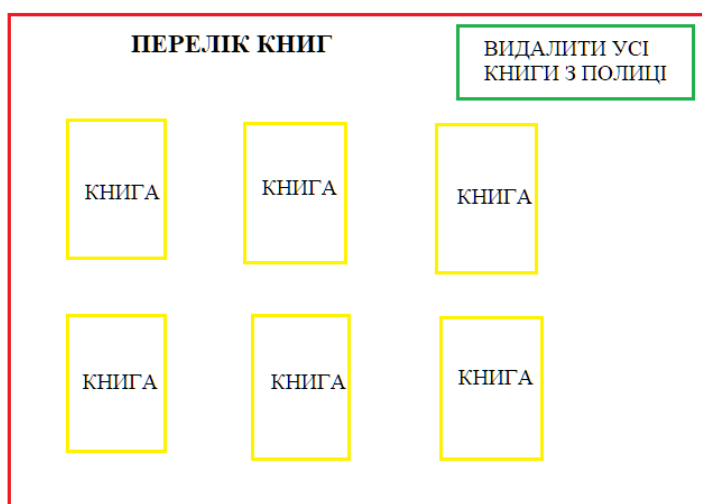 ПЕРЕЛІК КНИГ
ВИДАЛИТИ УСІ
КНИГИ З ПОЛИЦІ
КНИГА
КНИГА
КНИГА
КНИГА
КНИГА
КНИГА